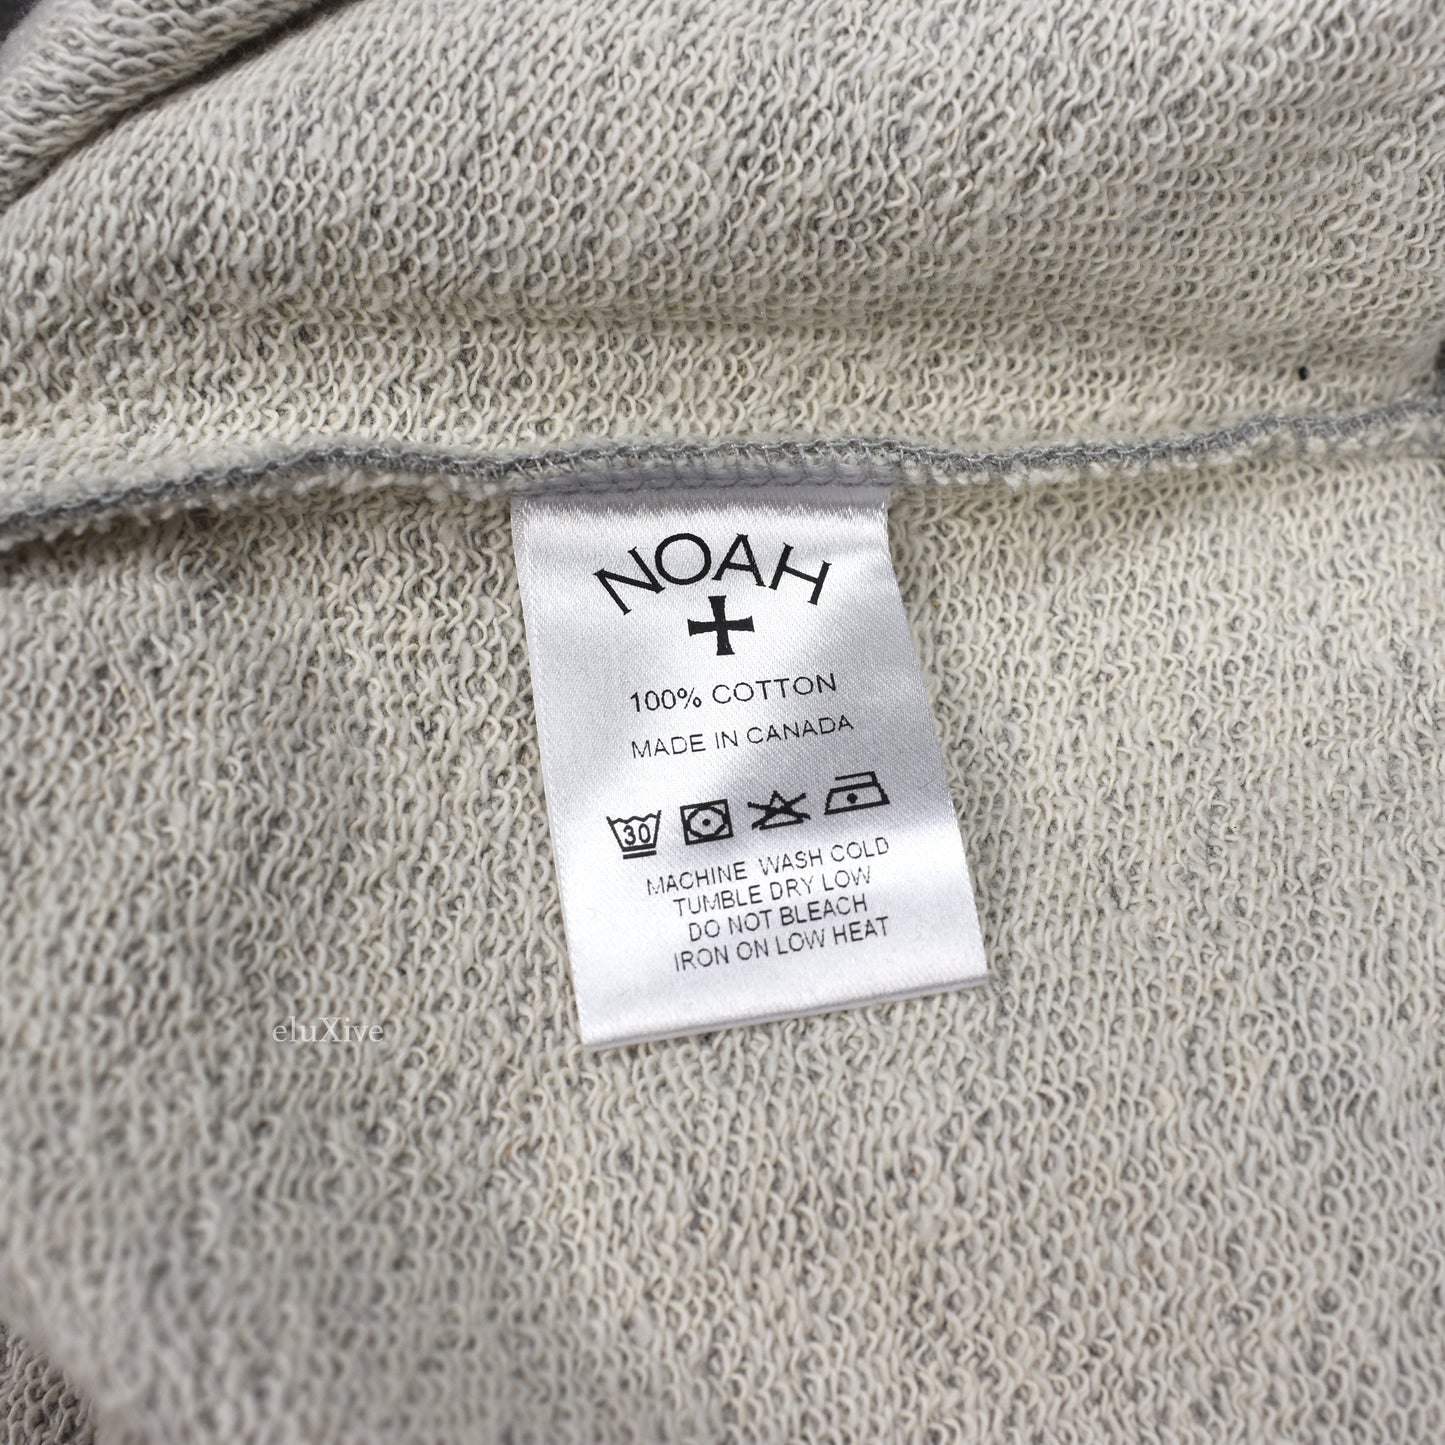 NOAH
100% COTTON
MADE IN CANADA
30
MACHINE WASH COLD
TUMBLE DRY LOW
DO NOT BLEACH
IRON ON LOW HEAT
eluXive